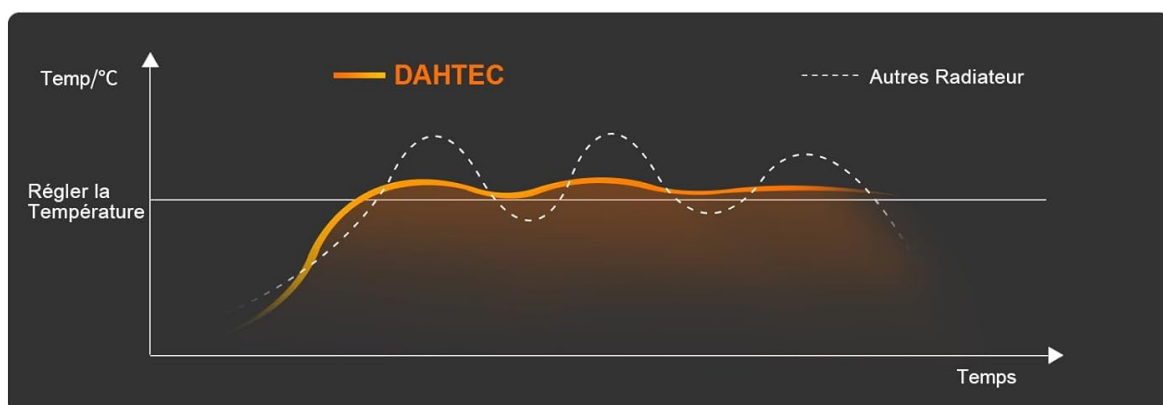 Temp/℃
DAHTEC
Autres Radiateur
Régler la
Température
Temps